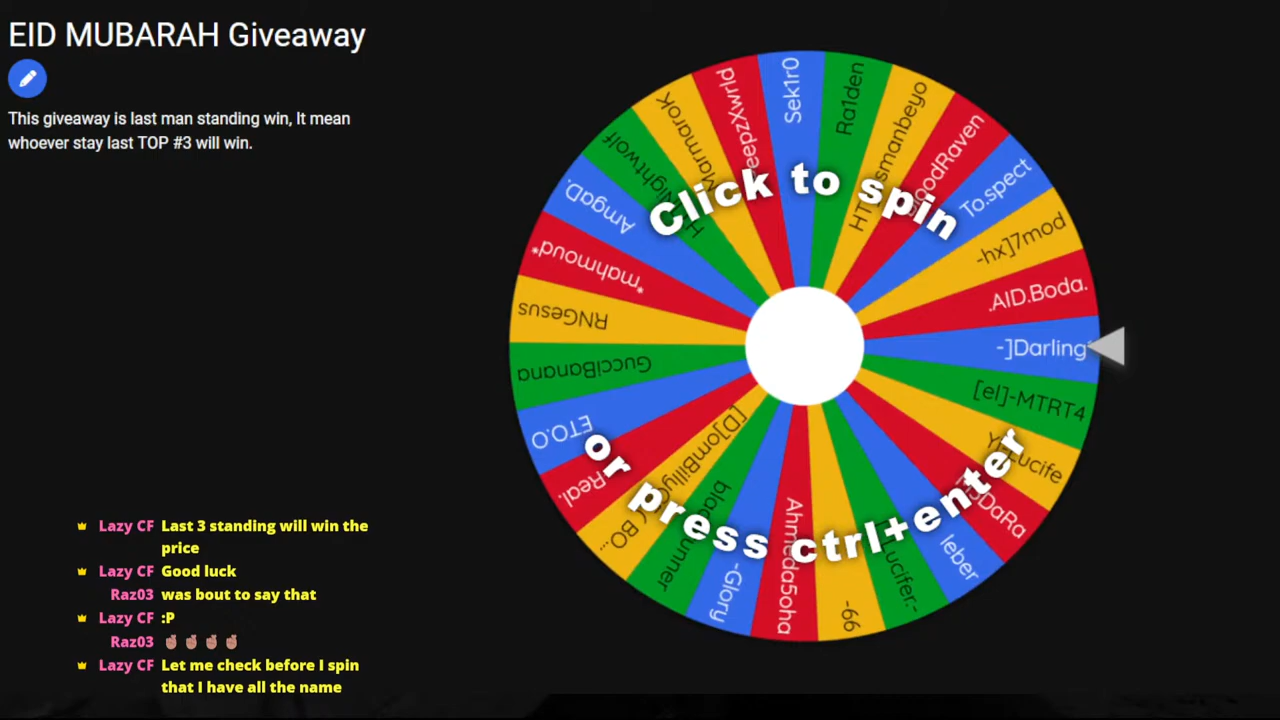 EID MUBARAH Giveaway
This giveaway is last man standing win, It mean
whoever stay last TOP #3 will win.
Click to spin
or press ctrl+enter
Sek1r0
Ra1den
To.spect
-hx]7mod
.AID.Boda.
-]Darling
[el]-MTRT4
leber
Lucifer.-
-66
Ahmeda5oha
-Glory
Real.
ETO.O
GucciBanana
RNGesus
*mahmoud*
AmgaD.
MarmaroK
Lazy CF Last 3 standing will win the
price
Lazy CF Good luck
Raz03 was bout to say that
Lazy CF :P
Raz03 🤞🏽 🤞🏽 🤞🏽 🤞🏽
Lazy CF Let me check before I spin
that I have all the name